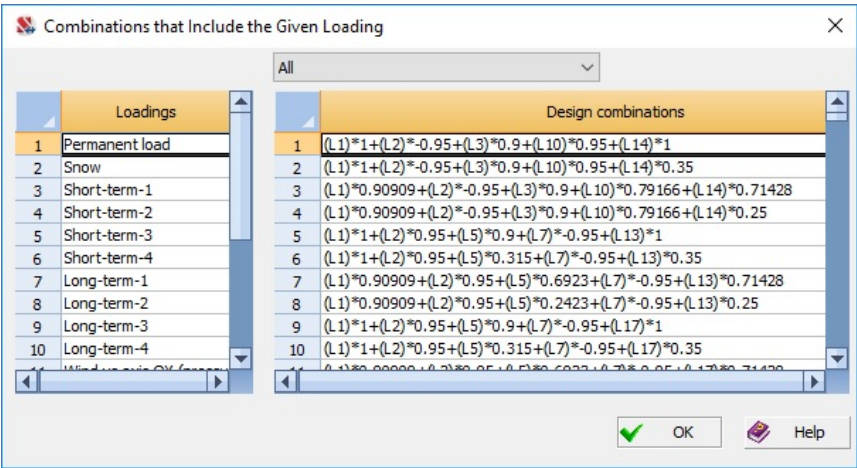 Combinations that Include the Given Loading
All
Loadings
1 Permanent load
2 Snow
3 Short-term-1
4 Short-term-2
5 Short-term-3
6 Short-term-4
7 Long-term-1
8 Long-term-2
9 Long-term-3
10 Long-term-4
Design combinations
1 (L1)*1+(L2)*-0.95+(L3)*0.9+(L10)*0.95+(L14)*1
2 (L1)*1+(L2)*-0.95+(L3)*0.9+(L10)*0.95+(L14)*0.35
3 (L1)*0.90909+(L2)*-0.95+(L3)*0.9+(L10)*0.79166+(L14)*0.71428
4 (L1)*0.90909+(L2)*-0.95+(L3)*0.9+(L10)*0.79166+(L14)*0.25
5 (L1)*1+(L2)*0.95+(L5)*0.9+(L7)*-0.95+(L13)*1
6 (L1)*1+(L2)*0.95+(L5)*0.315+(L7)*-0.95+(L13)*0.35
7 (L1)*0.90909+(L2)*0.95+(L5)*0.6923+(L7)*-0.95+(L13)*0.71428
8 (L1)*0.90909+(L2)*0.95+(L5)*0.2423+(L7)*-0.95+(L13)*0.25
9 (L1)*1+(L2)*0.95+(L5)*0.9+(L7)*-0.95+(L17)*1
10 (L1)*1+(L2)*0.95+(L5)*0.315+(L7)*-0.95+(L17)*0.35
OK
Help